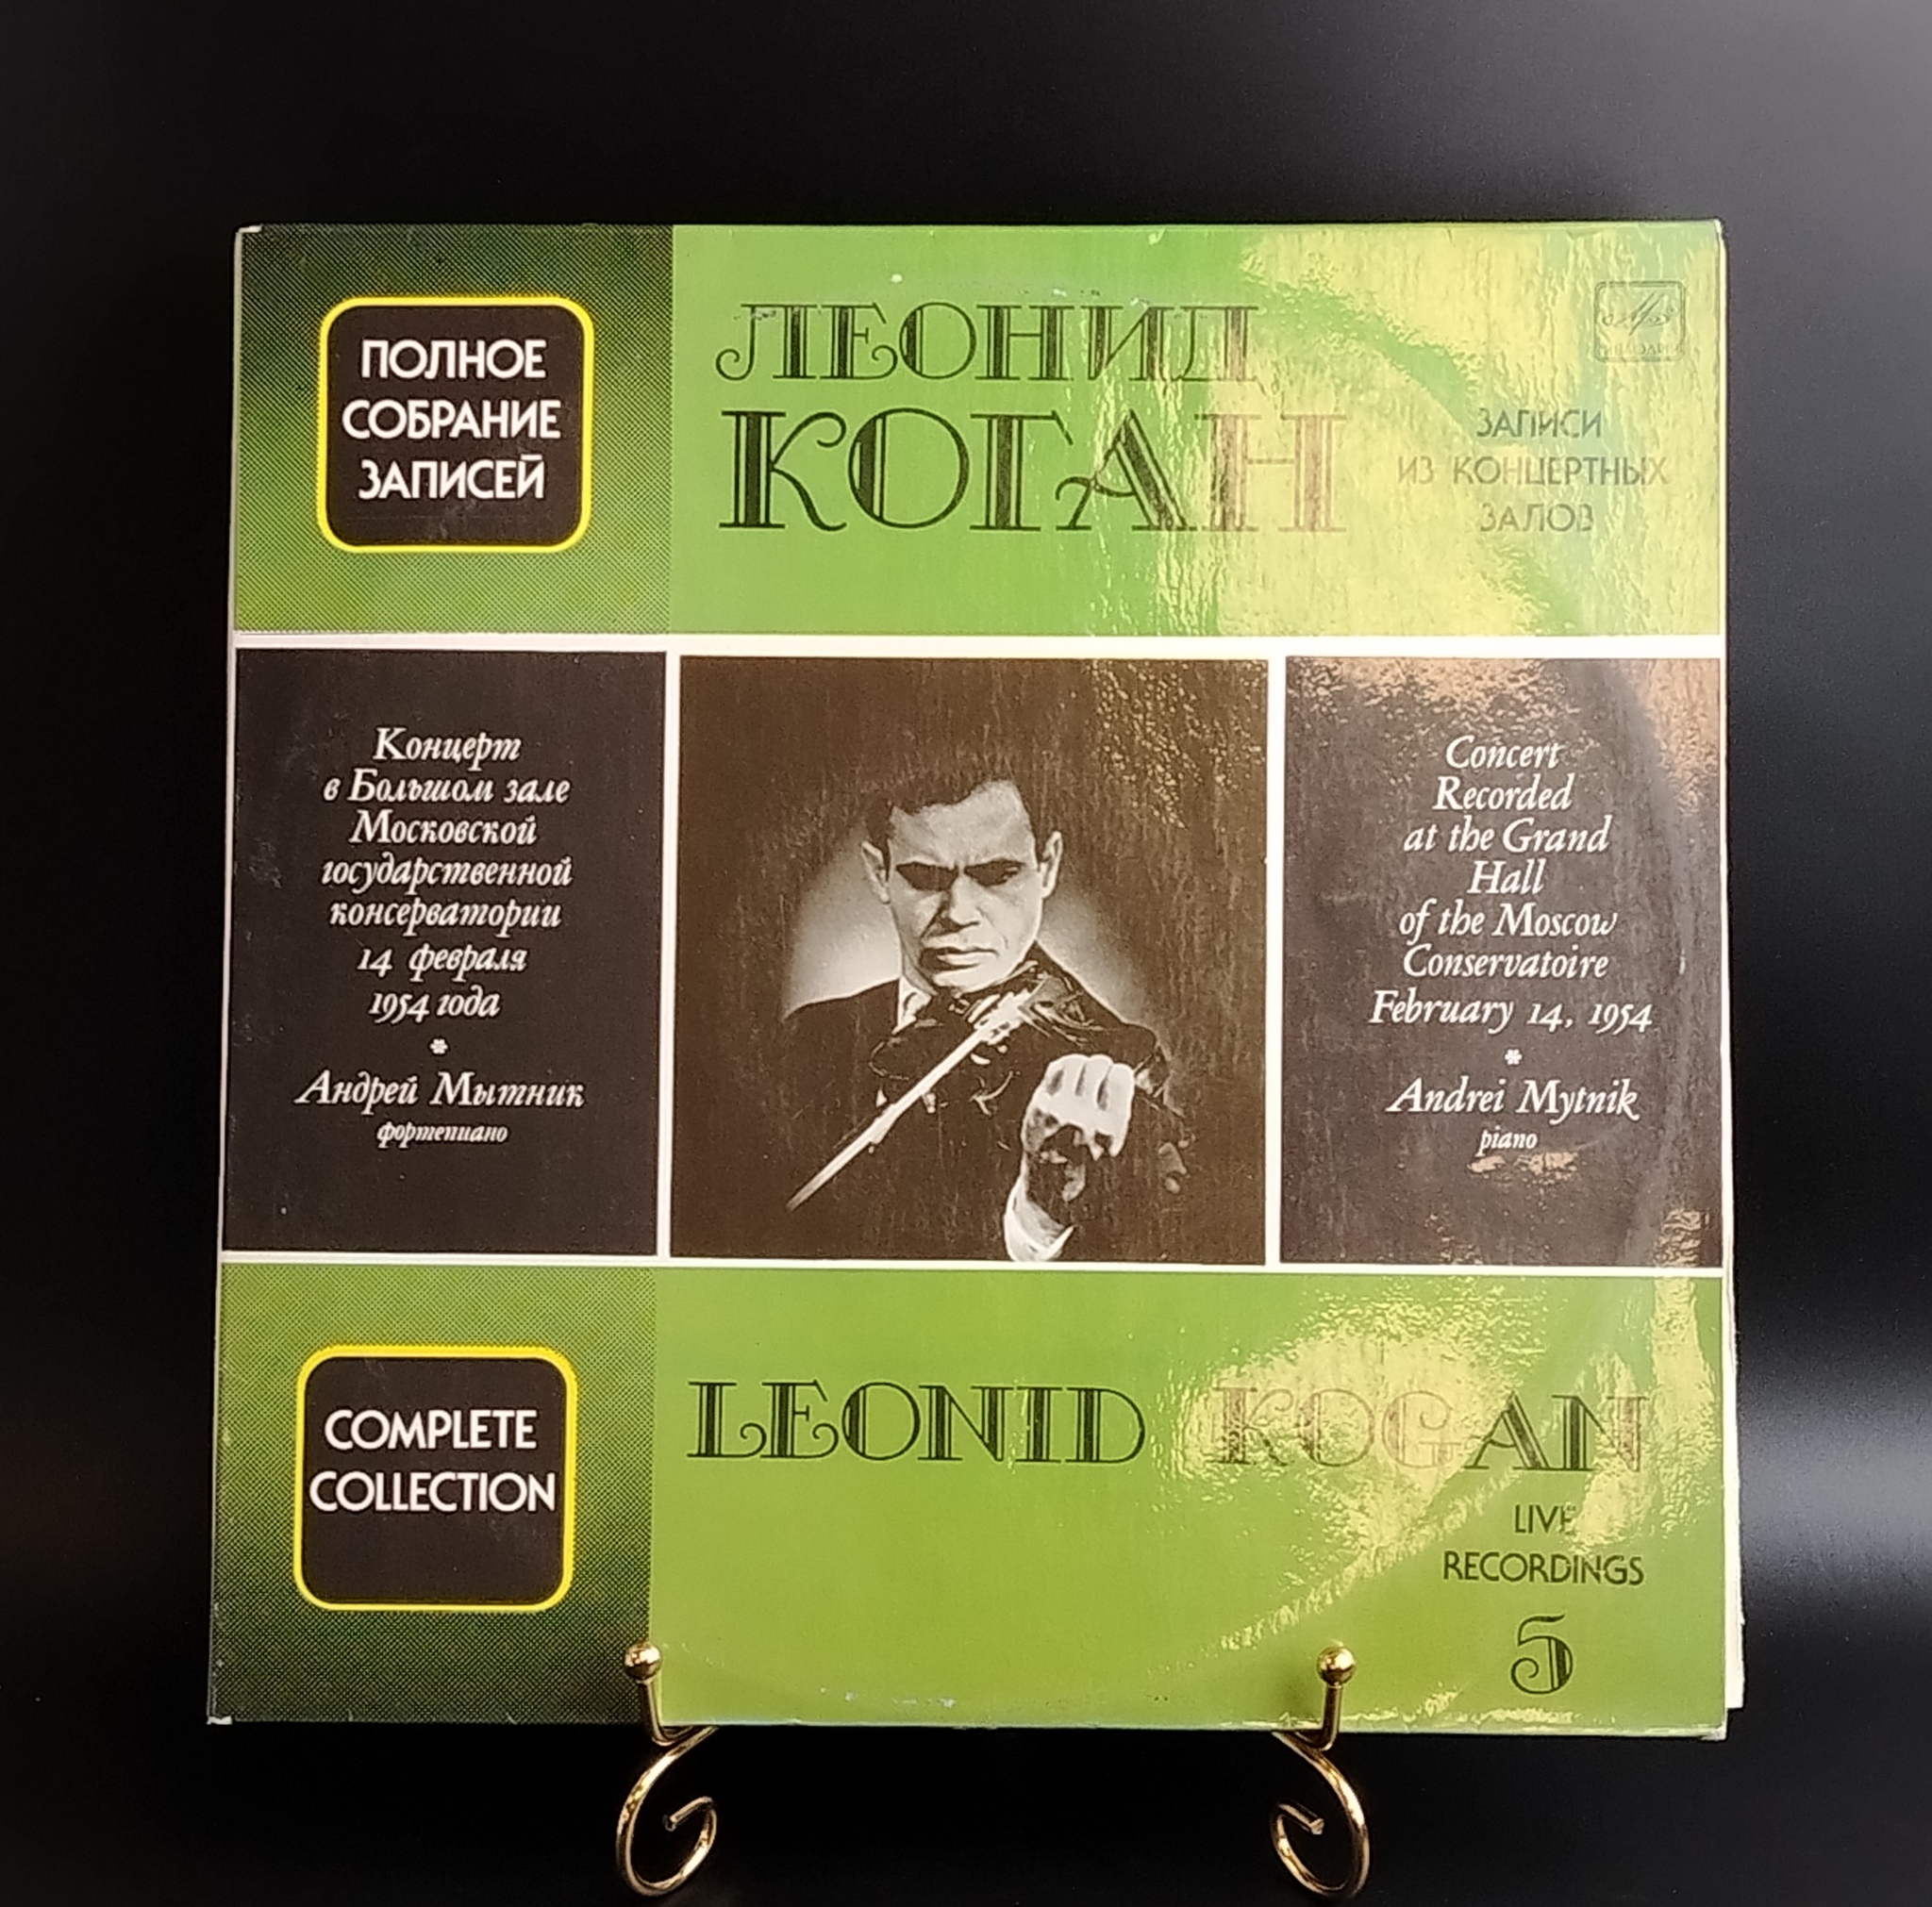 ПОЛНОЕ
СОБРАНИЕ
ЗАПИСЕЙ
ЛЕОНИД
КОГАН
ЗАПИСИ
ИЗ КОНЦЕРТНЫХ
ЗАЛОВ
Концерт
в Большом зале
Московской
государственной
консерватории
14 февраля
1954 года
*
Андрей Мытник
фортепиано
Concert
Recorded
at the Grand
Hall
of the Moscow
Conservatoire
February 14, 1954
*
Andrei Mytnik
piano
COMPLETE
COLLECTION
LEONID KOGAN
LIVE
RECORDINGS
5